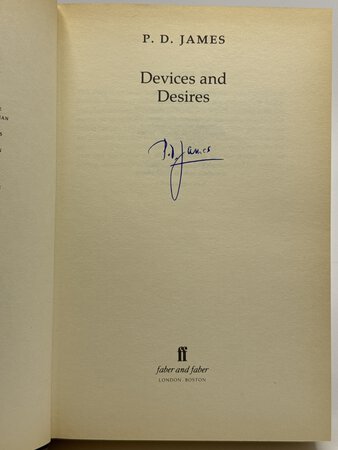 P. D. JAMES
Devices and
Desires
P.D. James
ff
faber and faber
LONDON · BOSTON